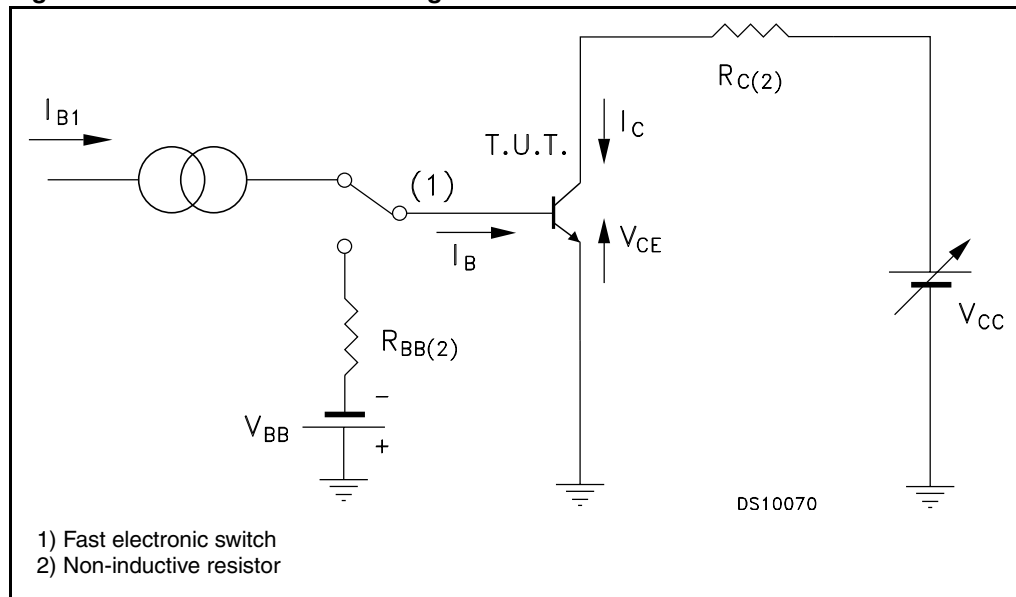 R_C(2)
I_B1
I_C
T.U.T.
(1)
V_CE
I_B
V_CC
R_BB(2)
−
V_BB
+
DS10070
1) Fast electronic switch
2) Non-inductive resistor